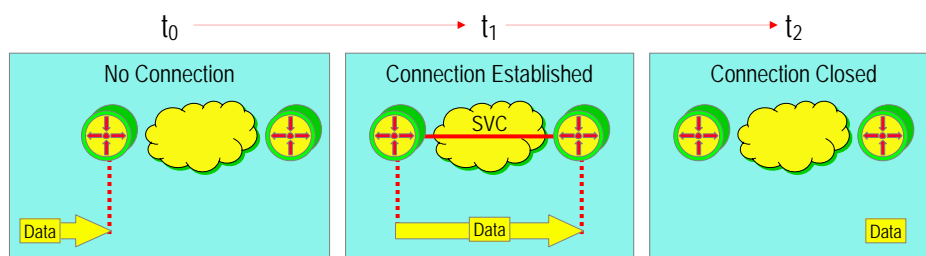 t₀ t₁ t₂
No Connection Connection Established Connection Closed
SVC
Data Data Data